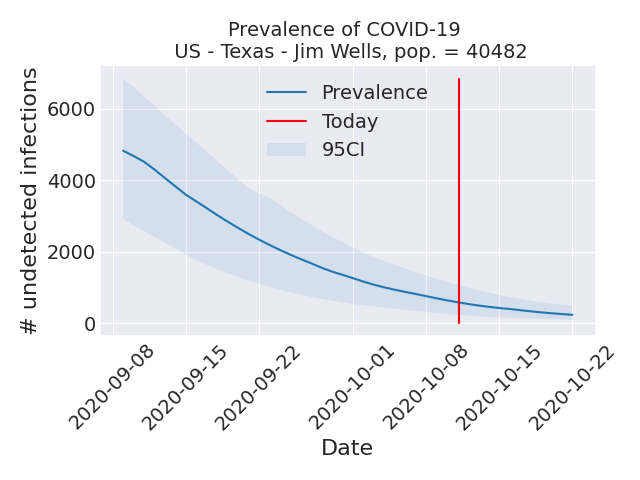 Prevalence of COVID-19
US - Texas - Jim Wells, pop. = 40482
# undetected infections
6000
4000
2000
0
Prevalence
Today
95CI
2020-09-08
2020-09-15
2020-09-22
2020-10-01
2020-10-08
2020-10-15
2020-10-22
Date